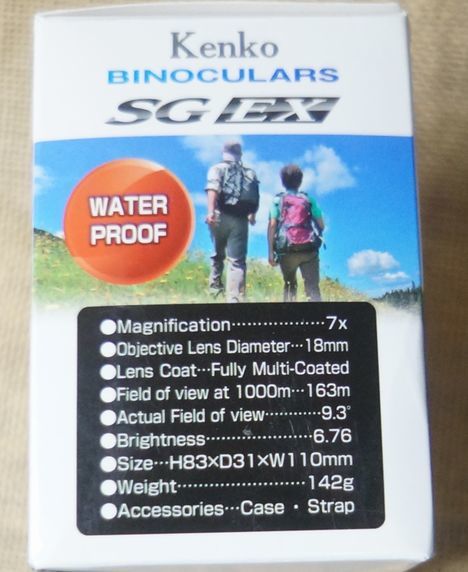 Kenko
BINOCULARS
SG EX
WATER
PROOF
●Magnification··················7x
●Objective Lens Diameter···18mm
●Lens Coat···Fully Multi-Coated
●Field of view at 1000m···163m
●Actual Field of view···········9.3°
●Brightness·····················6.76
●Size···H83×D31×W110mm
●Weight·························142g
●Accessories···Case・Strap